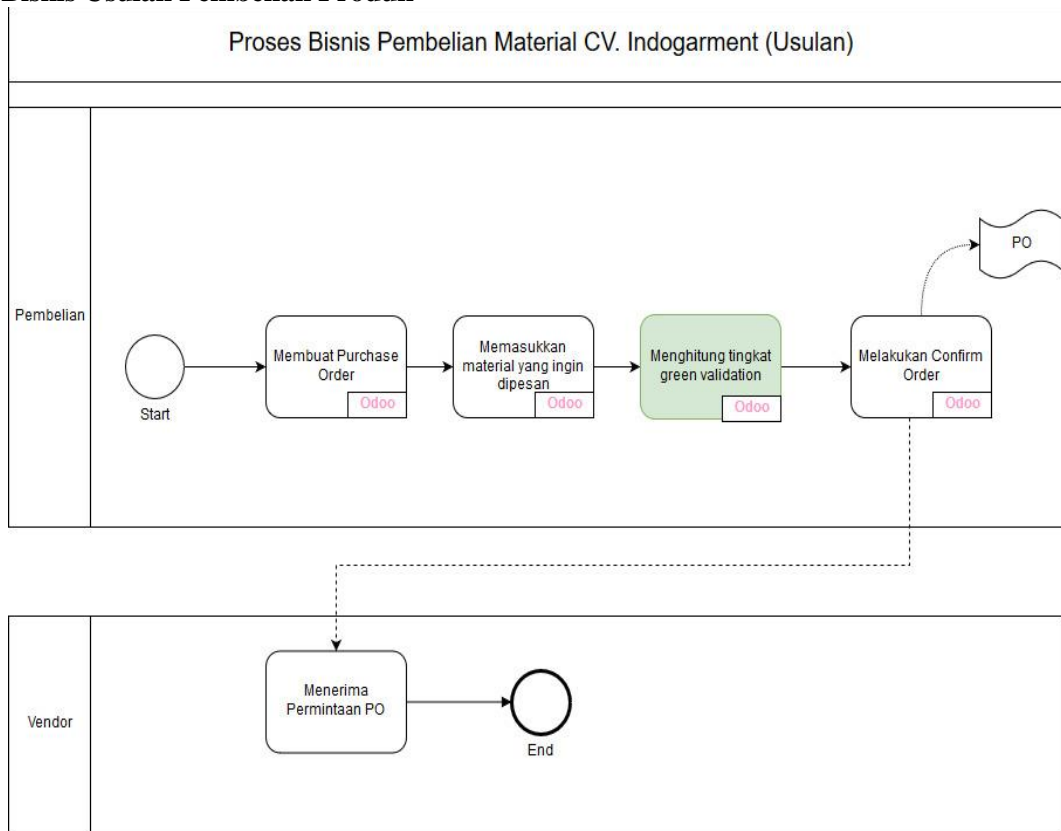 Bisnis Usulan Pembelian Produk
Proses Bisnis Pembelian Material CV. Indogarment (Usulan)
PO
Pembelian
Start
Membuat Purchase
Order
Odoo
Memasukkan
material yang ingin
dipesan
Odoo
Menghitung tingkat
green validation
Odoo
Melakukan Confirm
Order
Odoo
Vendor
Menerima
Permintaan PO
End